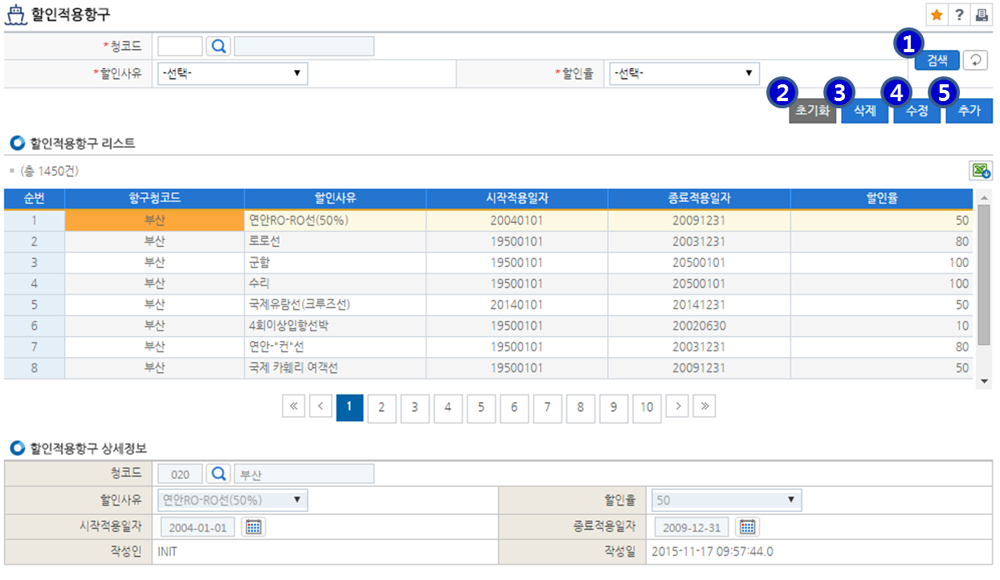 할인적용항구
?
*청코드
*할인사유 -선택- *할인율 -선택-
1 검색
2 초기화 3 삭제 4 수정 5 추가
할인적용항구 리스트
(총 1450건)
순번 항구청코드 할인사유 시작적용일자 종료적용일자 할인율
1 부산 연안RO-RO선(50%) 20040101 20091231 50
2 부산 로로선 19500101 20031231 80
3 부산 군함 19500101 20500101 100
4 부산 수리 19500101 20500101 100
5 부산 국제유람선(크루즈선) 20140101 20141231 50
6 부산 4회이상입항선박 19500101 20020630 10
7 부산 연안-"컨"선 19500101 20031231 80
8 부산 국제 카훼리 여객선 19500101 20091231 50
« < 1 2 3 4 5 6 7 8 9 10 > »
할인적용항구 상세정보
청코드 020 부산
할인사유 연안RO-RO선(50%) 할인율 50
시작적용일자 2004-01-01 종료적용일자 2009-12-31
작성인 INIT 작성일 2015-11-17 09:57:44.0